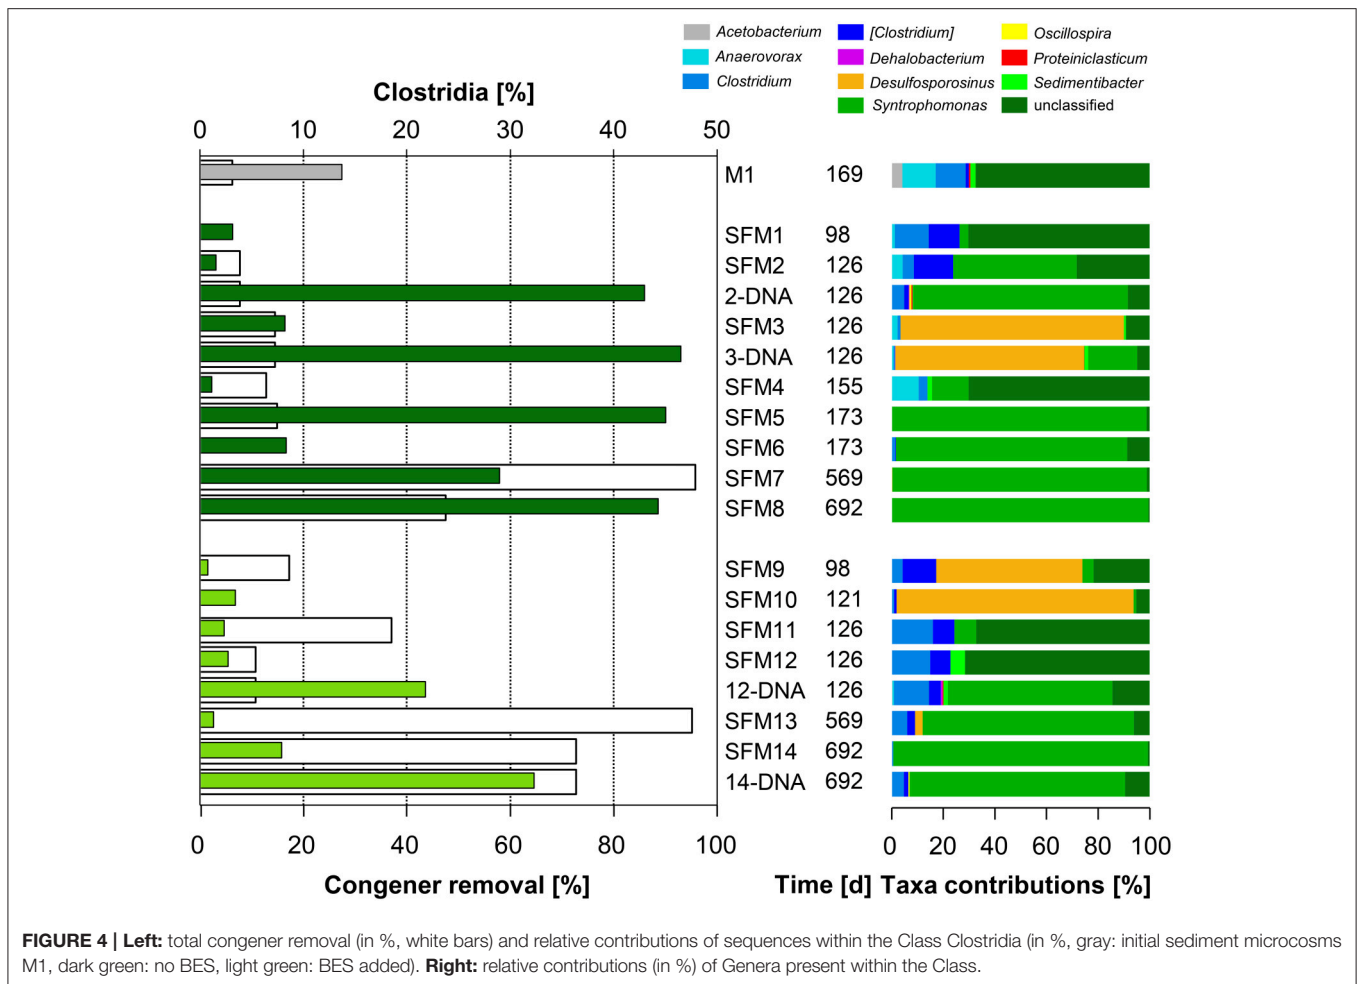 Acetobacterium [Clostridium] Oscillospira
Anaerovorax Dehalobacterium Proteiniclasticum
Clostridium Desulfosporosinus Sedimentibacter
Syntrophomonas unclassified
Clostridia [%]
0 10 20 30 40 50
M1 169
SFM1 98
SFM2 126
2-DNA 126
SFM3 126
3-DNA 126
SFM4 155
SFM5 173
SFM6 173
SFM7 569
SFM8 692
SFM9 98
SFM10 121
SFM11 126
SFM12 126
12-DNA 126
SFM13 569
SFM14 692
14-DNA 692
0 20 40 60 80 100 0 20 40 60 80 100
Congener removal [%] Time [d] Taxa contributions [%]
FIGURE 4 | Left: total congener removal (in %, white bars) and relative contributions of sequences within the Class Clostridia (in %, gray: initial sediment microcosms
M1, dark green: no BES, light green: BES added). Right: relative contributions (in %) of Genera present within the Class.